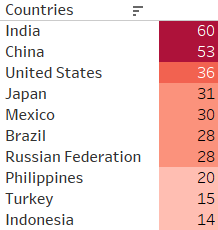 Countries
India 60
China 53
United States 36
Japan 31
Mexico 30
Brazil 28
Russian Federation 28
Philippines 20
Turkey 15
Indonesia 14